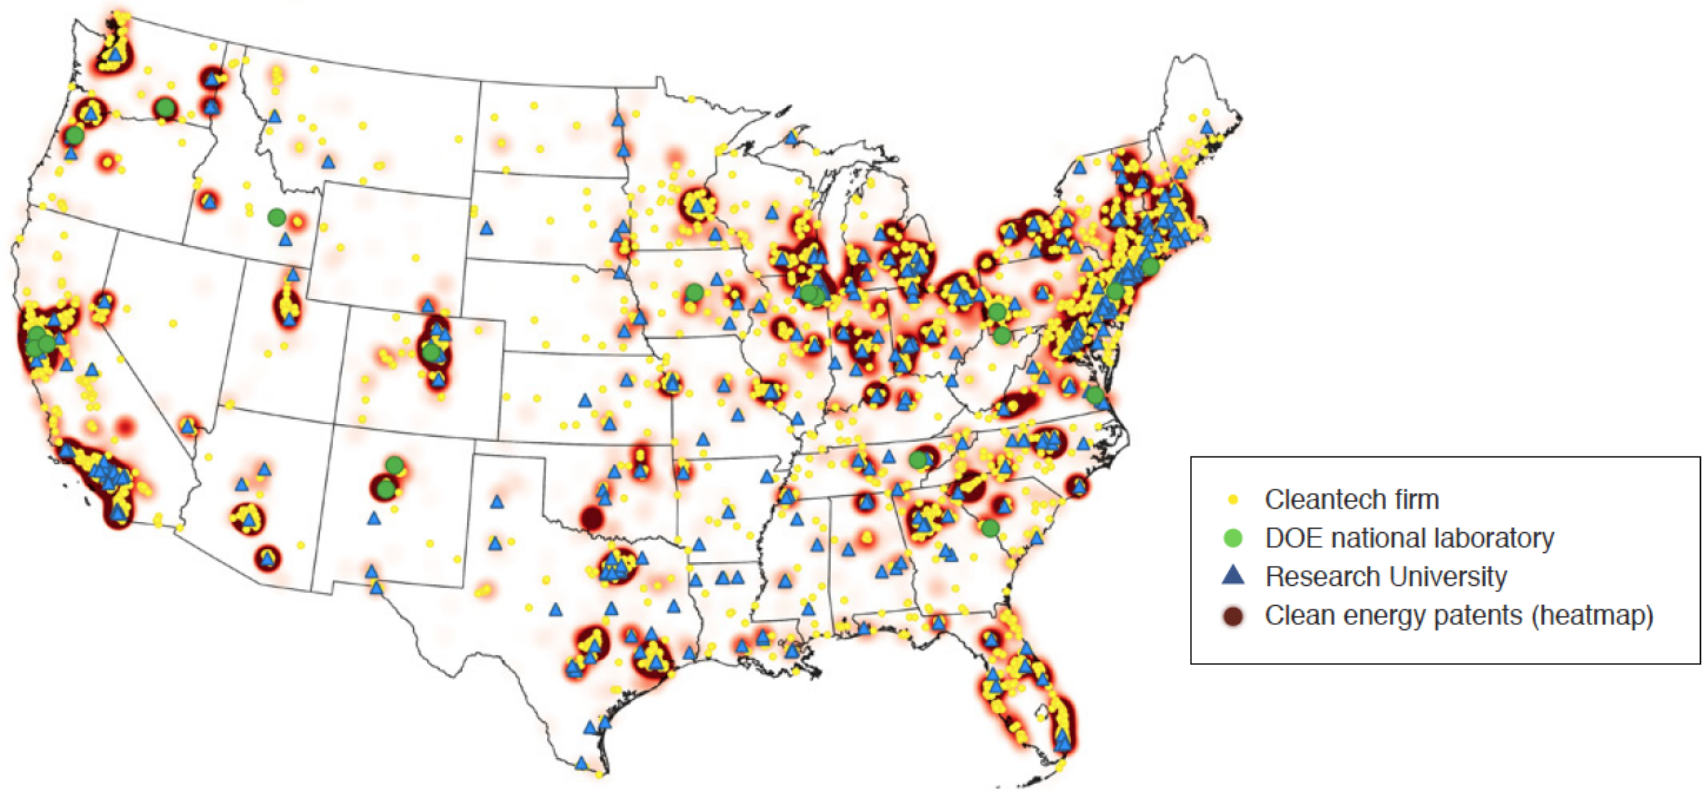 Cleantech firm
DOE national laboratory
Research University
Clean energy patents (heatmap)